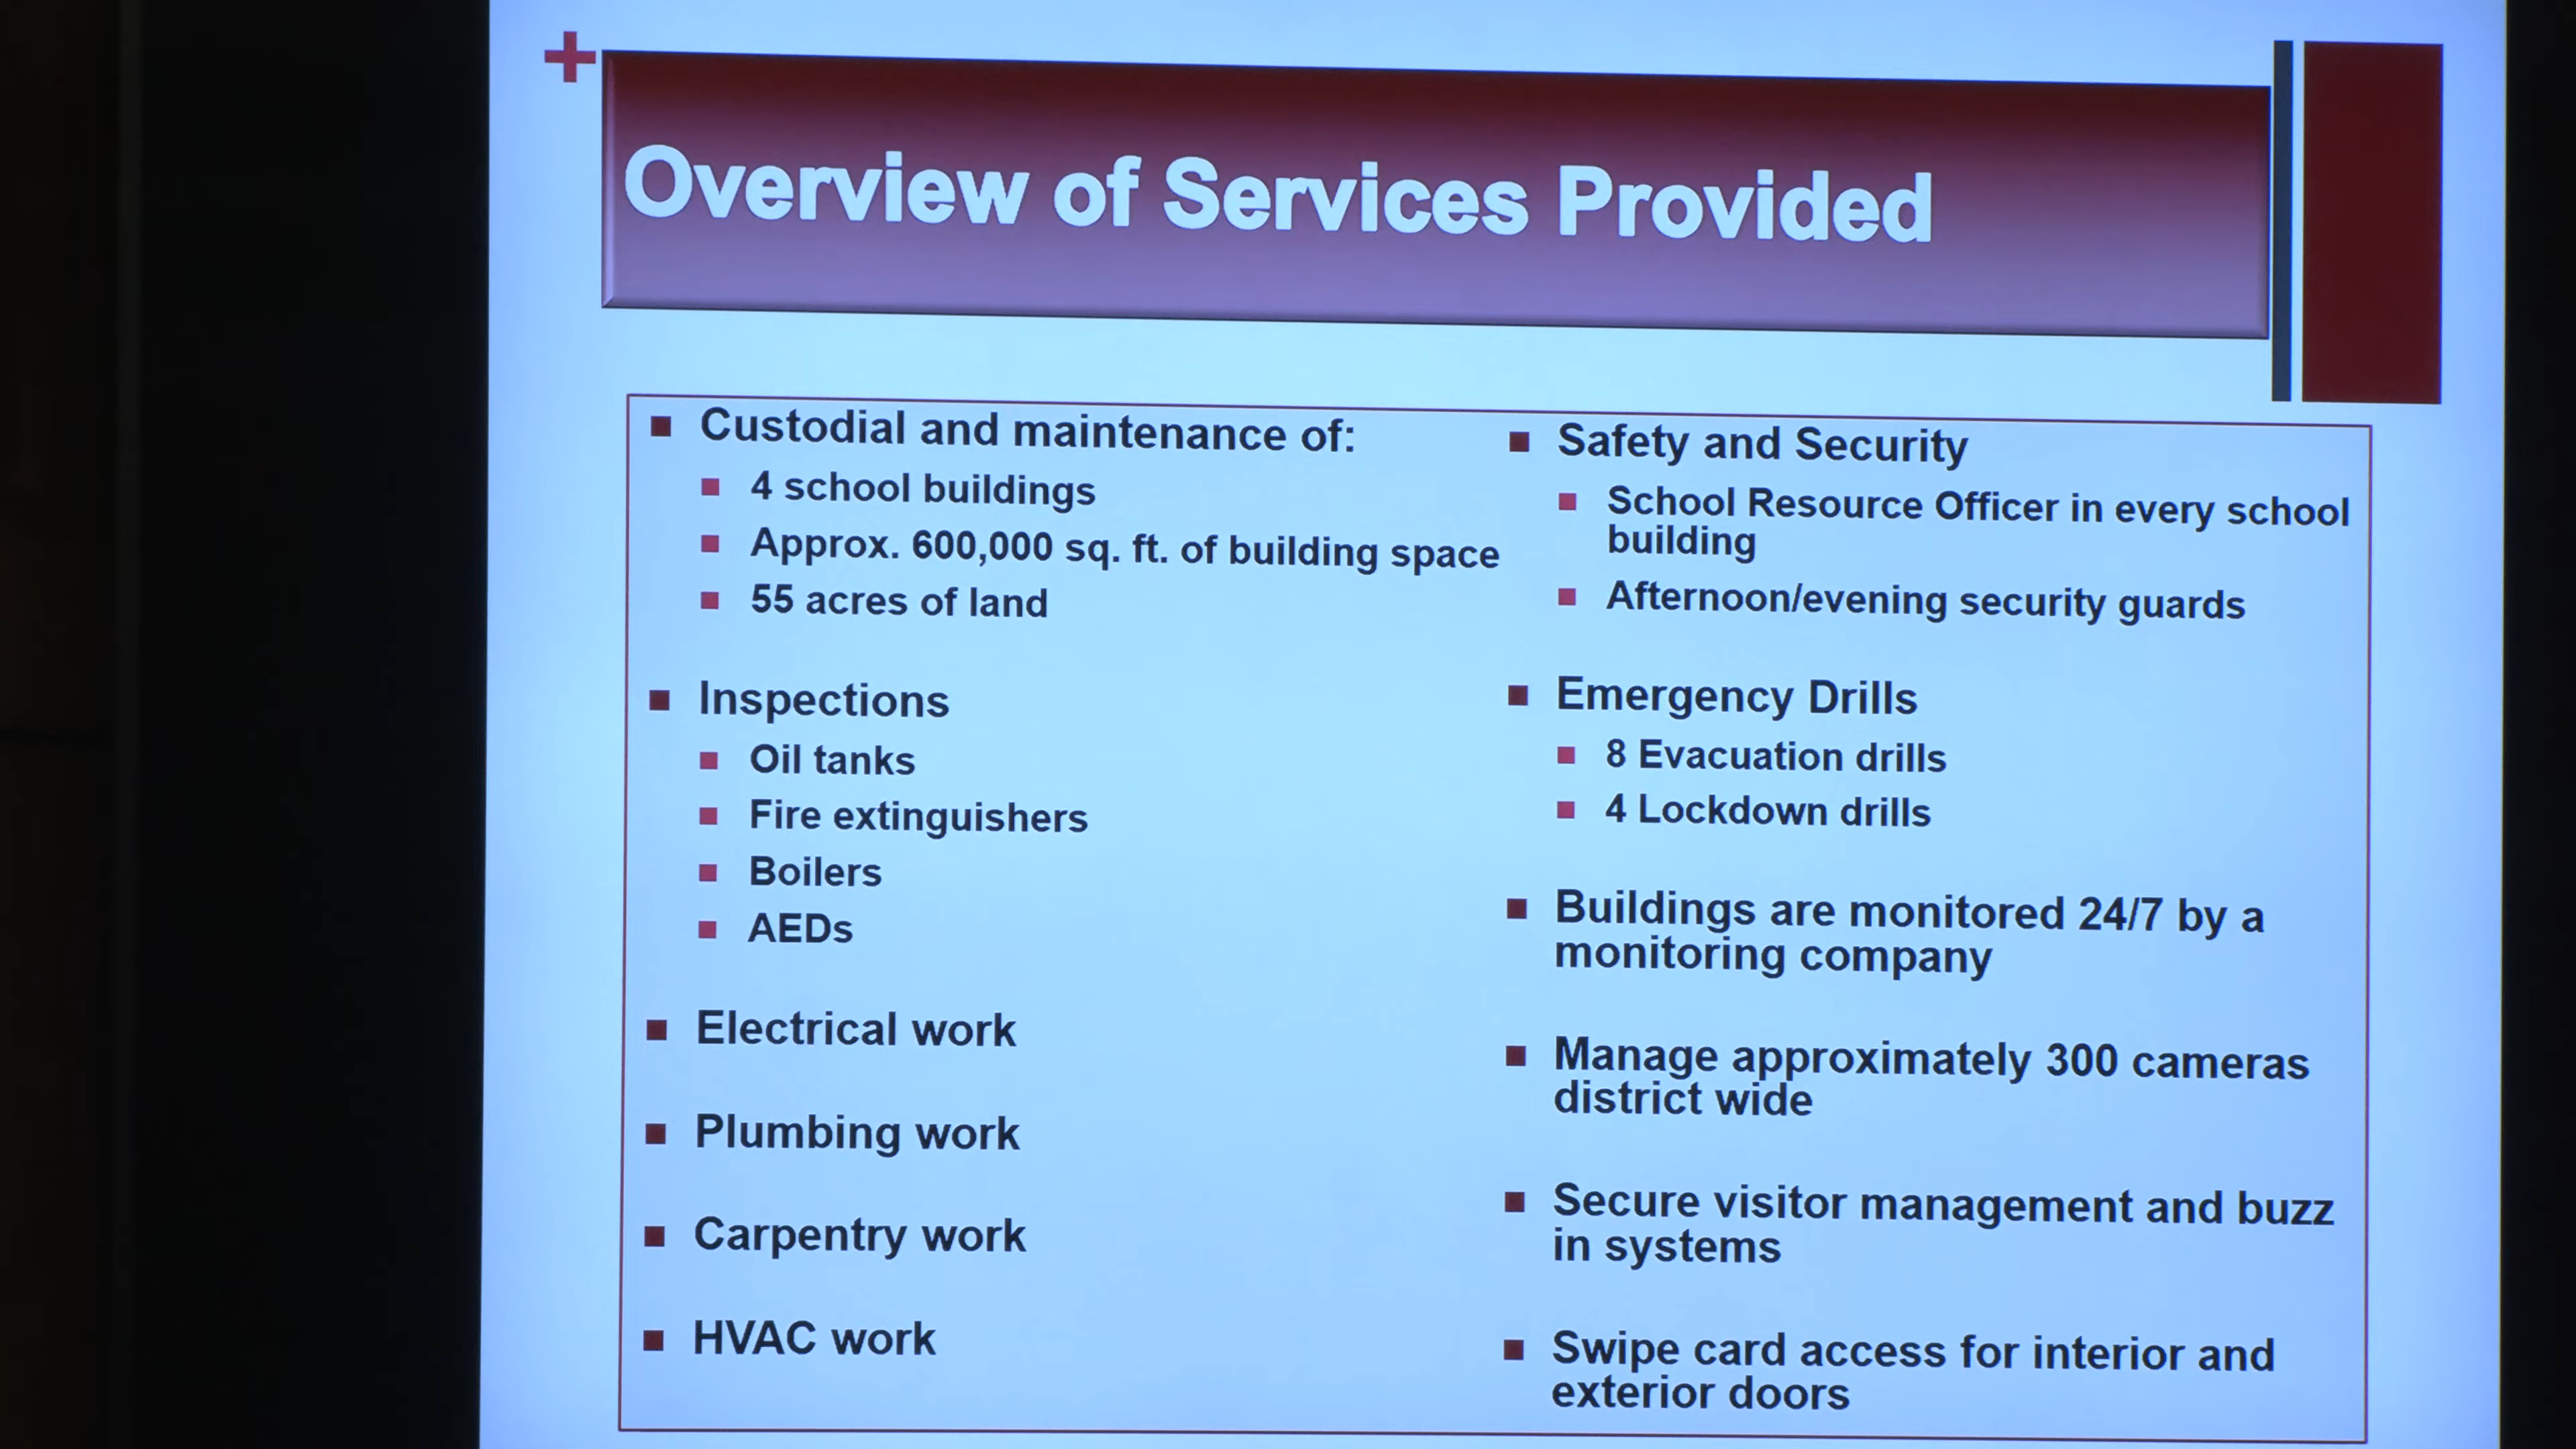 Overview of Services Provided
Custodial and maintenance of:
4 school buildings
Approx. 600,000 sq. ft. of building space
55 acres of land
Inspections
Oil tanks
Fire extinguishers
Boilers
AEDs
Electrical work
Plumbing work
Carpentry work
HVAC work
Safety and Security
School Resource Officer in every school
building
Afternoon/evening security guards
Emergency Drills
8 Evacuation drills
4 Lockdown drills
Buildings are monitored 24/7 by a
monitoring company
Manage approximately 300 cameras
district wide
Secure visitor management and buzz
in systems
Swipe card access for interior and
exterior doors